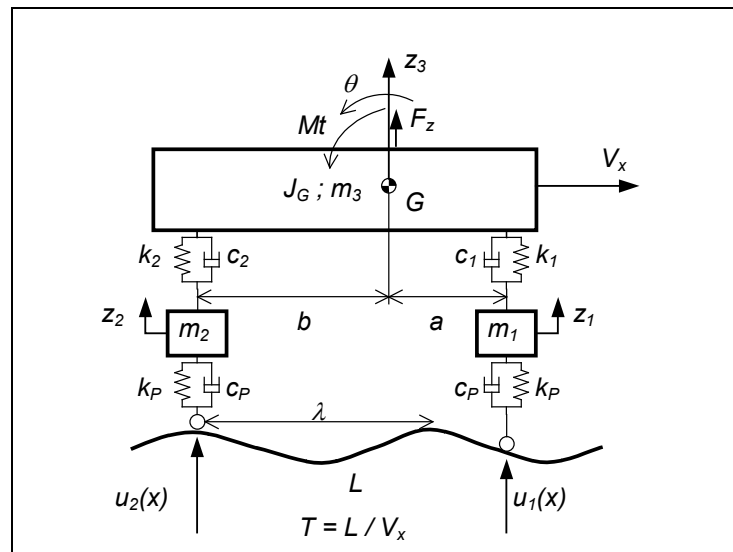 z3
θ
Mt
Fz
Vx
JG ; m3
G
k2
c2
c1
k1
z2
b
a
z1
m2
m1
kP
cP
cP
kP
λ
L
u2(x)
u1(x)
T = L / Vx